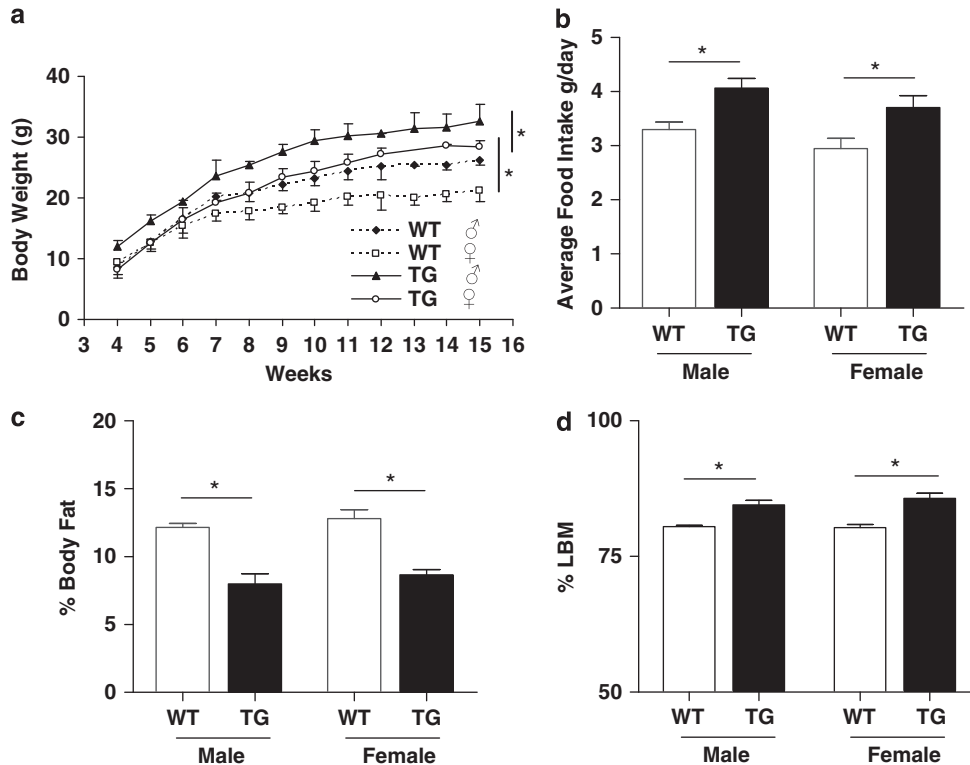 a
Body Weight (g)
40
30
20
10
0
3 4 5 6 7 8 9 10 11 12 13 14 15 16
Weeks
WT ♂
WT ♀
TG ♂
TG ♀
*
*
b
Average Food Intake g/day
5
4
3
2
1
0
* *
WT TG WT TG
Male Female
c
% Body Fat
20
15
10
5
0
* *
WT TG WT TG
Male Female
d
% LBM
100
75
50
* *
WT TG WT TG
Male Female